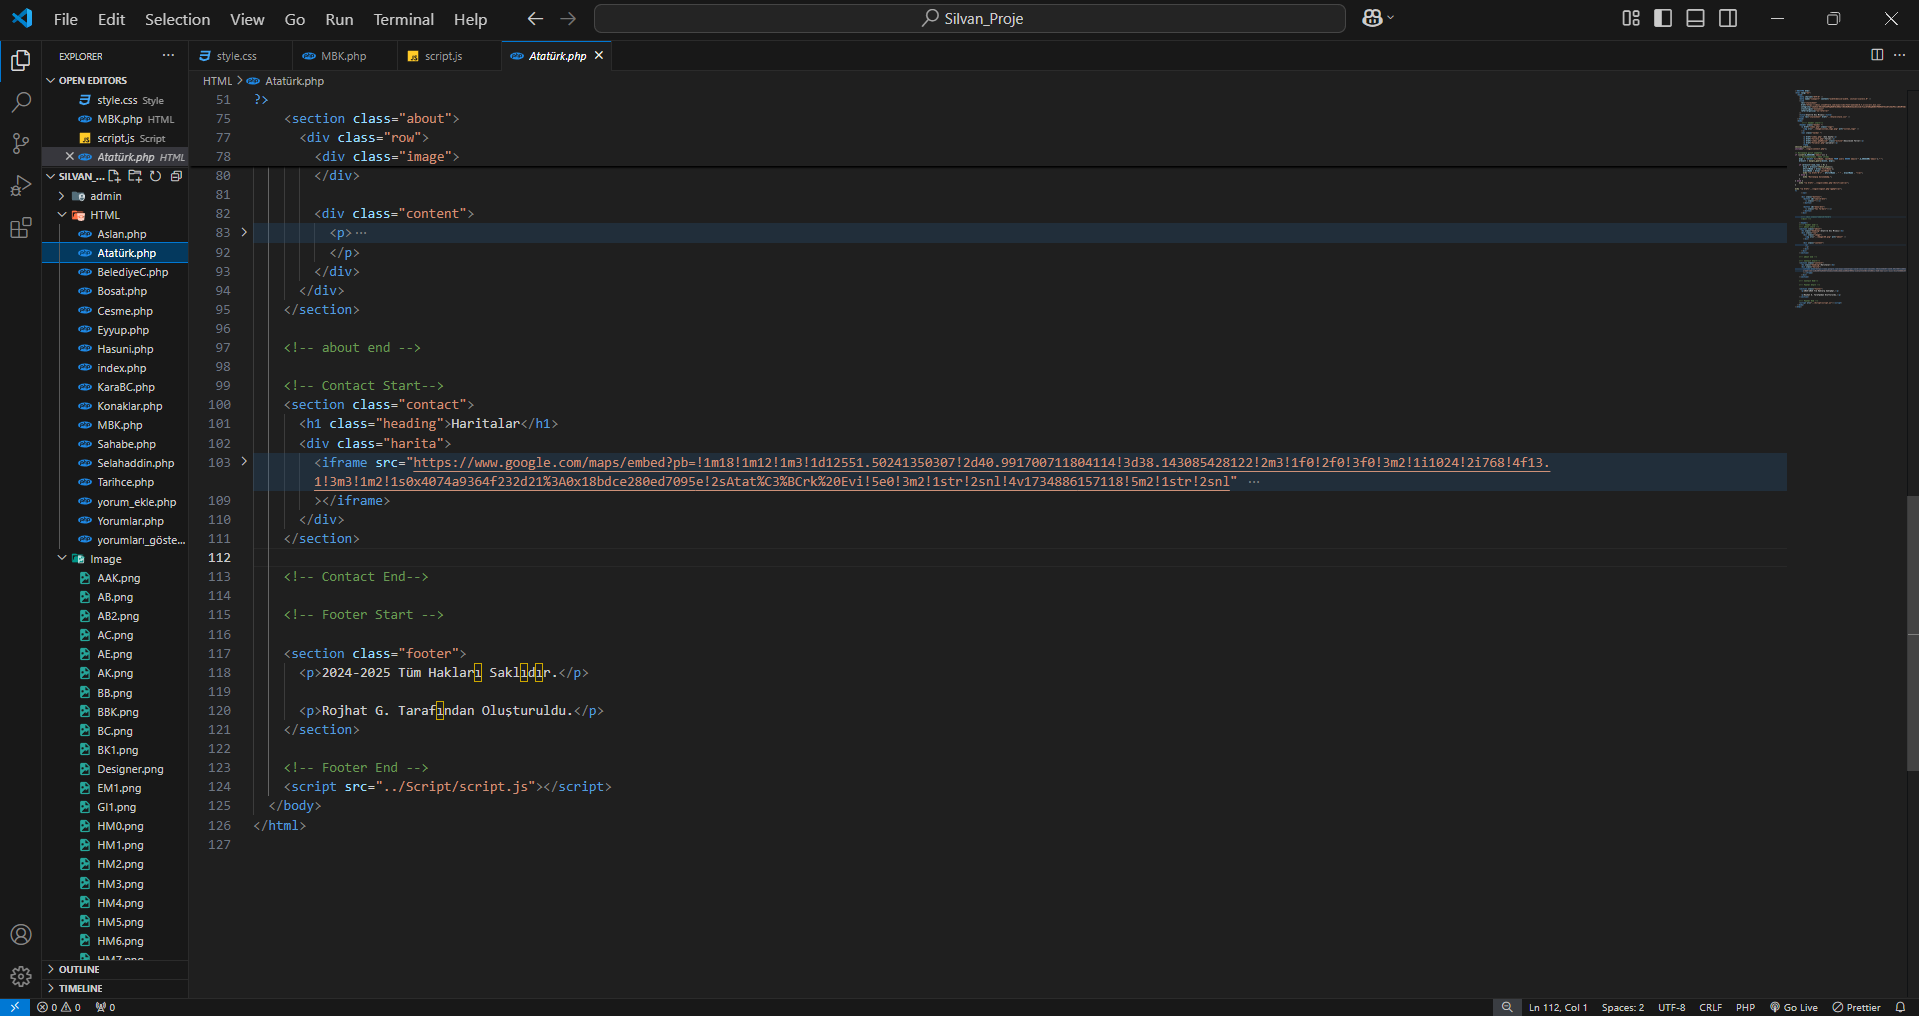 File Edit Selection View Go Run Terminal Help
Silvan_Proje
EXPLORER
OPEN EDITORS
style.css Style
MBK.php HTML
script.js Script
Atatürk.php HTML
SILVAN_...
admin
HTML
Aslan.php
Atatürk.php
BelediyeC.php
Bosat.php
Cesme.php
Eyyup.php
Hasuni.php
index.php
KaraBC.php
Konaklar.php
MBK.php
Sahabe.php
Selahaddin.php
Tarihce.php
yorum_ekle.php
Yorumlar.php
yorumları_göste...
Image
AAK.png
AB.png
AB2.png
AC.png
AE.png
AK.png
BB.png
BBK.png
BC.png
BK1.png
Designer.png
EM1.png
GI1.png
HM0.png
HM1.png
HM2.png
HM3.png
HM4.png
HM5.png
HM6.png
HM7.png
OUTLINE
TIMELINE
style.css MBK.php script.js Atatürk.php
HTML > Atatürk.php
51 ?>
75 <section class="about">
77 <div class="row">
78 <div class="image">
80 </div>
81
82 <div class="content">
83 <p>...
92 </p>
93 </div>
94 </div>
95 </section>
96
97 <!-- about end -->
98
99 <!-- Contact Start-->
100 <section class="contact">
101 <h1 class="heading">Haritalar</h1>
102 <div class="harita">
103 <iframe src="https://www.google.com/maps/embed?pb=!1m18!1m12!1m3!1d12551.50241350307!2d40.991700711804114!3d38.143085428122!2m3!1f0!2f0!3f0!3m2!1i1024!2i768!4f13.
1!3m3!1m2!1s0x4074a9364f232d21%3A0x18bdce280ed7095e!2sAtat%C3%BCrk%20Evi!5e0!3m2!1str!2snl!4v1734886157118!5m2!1str!2snl" ...
109 ></iframe>
110 </div>
111 </section>
112
113 <!-- Contact End-->
114
115 <!-- Footer Start -->
116
117 <section class="footer">
118 <p>2024-2025 Tüm Hakları Saklıdır.</p>
119
120 <p>Rojhat G. Tarafından Oluşturuldu.</p>
121 </section>
122
123 <!-- Footer End -->
124 <script src="../Script/script.js"></script>
125 </body>
126 </html>
127
0 0 0
Ln 112, Col 1 Spaces: 2 UTF-8 CRLF PHP Go Live Prettier